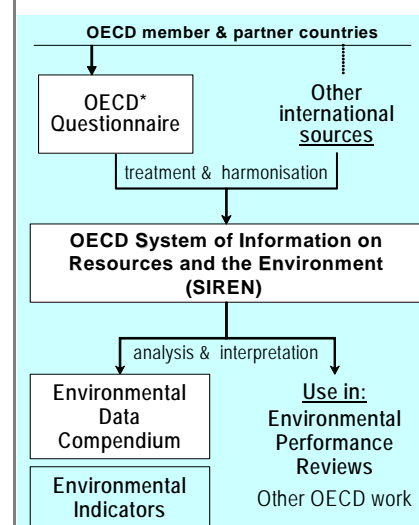 OECD member & partner countries
OECD*
Questionnaire
Other
international
sources
treatment & harmonisation
OECD System of Information on
Resources and the Environment
(SIREN)
analysis & interpretation
Environmental
Data
Compendium
Environmental
Indicators
Use in:
Environmental
Performance
Reviews
Other OECD work